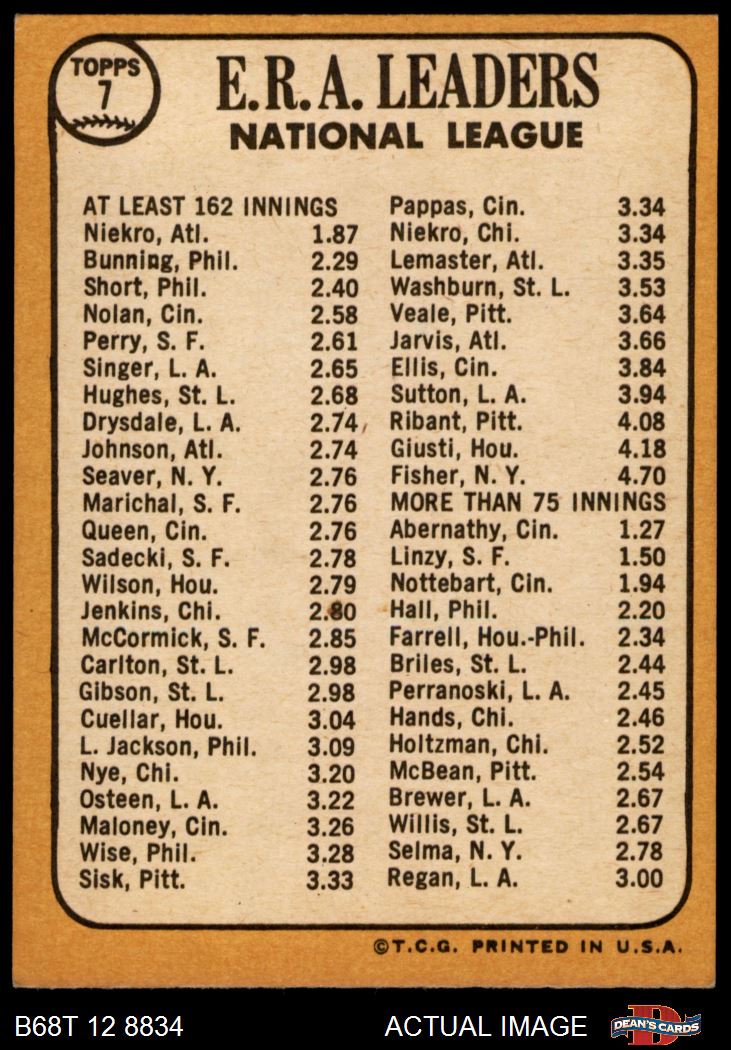 TOPPS
7
E.R.A. LEADERS
NATIONAL LEAGUE
AT LEAST 162 INNINGS
Niekro, Atl. 1.87
Bunning, Phil. 2.29
Short, Phil. 2.40
Nolan, Cin. 2.58
Perry, S. F. 2.61
Singer, L. A. 2.65
Hughes, St. L. 2.68
Drysdale, L. A. 2.74
Johnson, Atl. 2.74
Seaver, N. Y. 2.76
Marichal, S. F. 2.76
Queen, Cin. 2.76
Sadecki, S. F. 2.78
Wilson, Hou. 2.79
Jenkins, Chi. 2.80
McCormick, S. F. 2.85
Carlton, St. L. 2.98
Gibson, St. L. 2.98
Cuellar, Hou. 3.04
L. Jackson, Phil. 3.09
Nye, Chi. 3.20
Osteen, L. A. 3.22
Maloney, Cin. 3.26
Wise, Phil. 3.28
Sisk, Pitt. 3.33
Pappas, Cin. 3.34
Niekro, Chi. 3.34
Lemaster, Atl. 3.35
Washburn, St. L. 3.53
Veale, Pitt. 3.64
Jarvis, Atl. 3.66
Ellis, Cin. 3.84
Sutton, L. A. 3.94
Ribant, Pitt. 4.08
Giusti, Hou. 4.18
Fisher, N. Y. 4.70
MORE THAN 75 INNINGS
Abernathy, Cin. 1.27
Linzy, S. F. 1.50
Nottebart, Cin. 1.94
Hall, Phil. 2.20
Farrell, Hou.-Phil. 2.34
Briles, St. L. 2.44
Perranoski, L. A. 2.45
Hands, Chi. 2.46
Holtzman, Chi. 2.52
McBean, Pitt. 2.54
Brewer, L. A. 2.67
Willis, St. L. 2.67
Selma, N. Y. 2.78
Regan, L. A. 3.00
©T.C.G. PRINTED IN U.S.A.
B68T 12 8834
ACTUAL IMAGE
DEAN'S CARDS